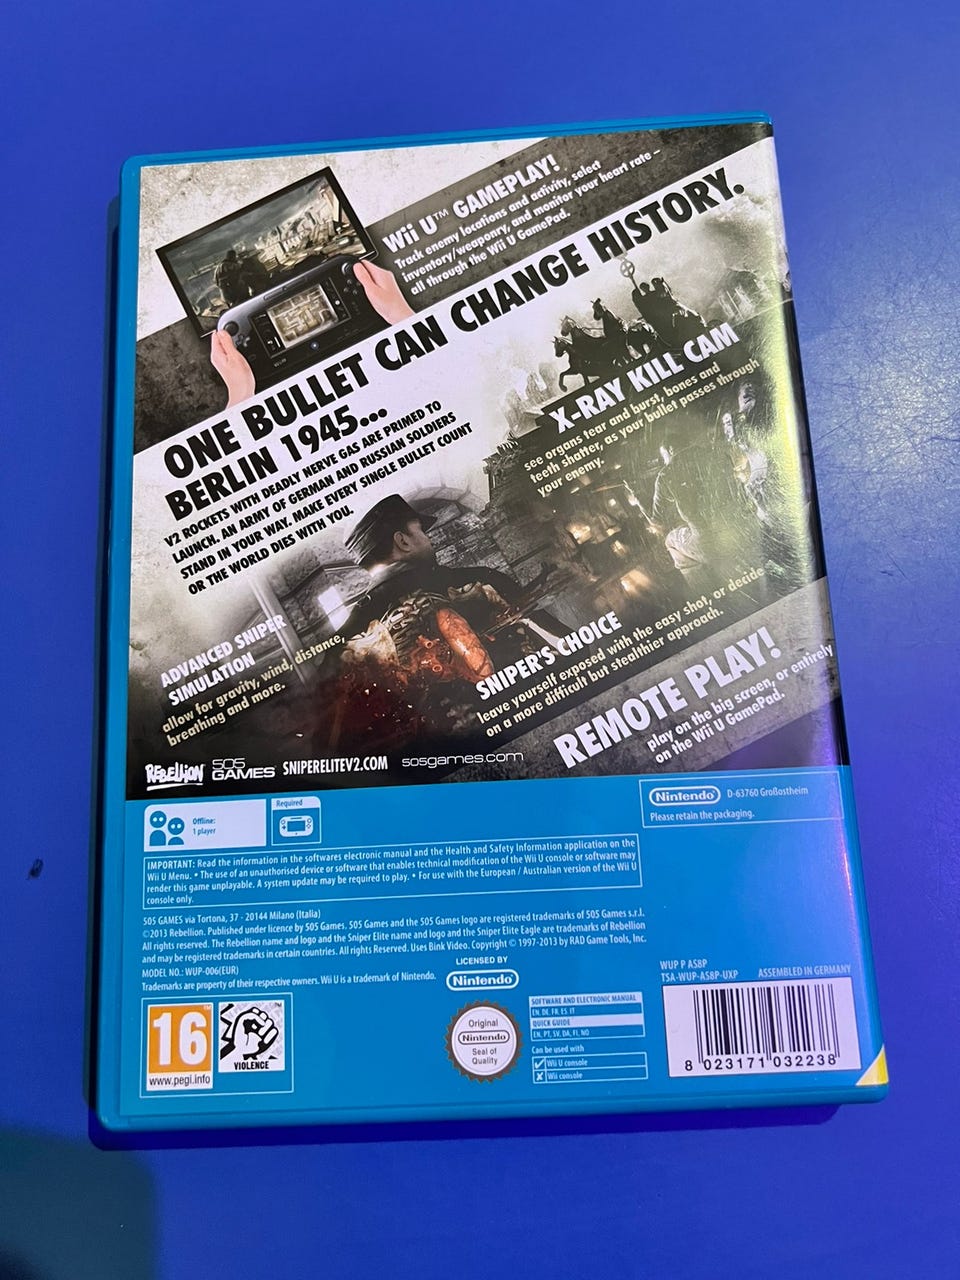 Wii U™ GAMEPLAY!
Track enemy locations and activity, select
inventory/weaponry, and monitor your heart rate –
all through the Wii U GamePad.
ONE BULLET CAN CHANGE HISTORY.
BERLIN 1945...
V2 ROCKETS WITH DEADLY NERVE GAS ARE PRIMED TO
LAUNCH. AN ARMY OF GERMAN AND RUSSIAN SOLDIERS
STAND IN YOUR WAY. MAKE EVERY SINGLE BULLET COUNT
OR THE WORLD DIES WITH YOU.
X-RAY KILL CAM
see organs tear and burst, bones and
teeth shatter, as your bullet passes through
your enemy.
ADVANCED SNIPER
SIMULATION
allow for gravity, wind, distance,
breathing and more.
SNIPER'S CHOICE
leave yourself exposed with the easy shot, or decide
on a more difficult but stealthier approach.
REMOTE PLAY!
play on the big screen, or entirely
on the Wii U GamePad.
REBELLION
505
GAMES
SNIPERELITEV2.COM
505games.com
Offline:
1 player
Required
Nintendo
D-63760 Großostheim
Please retain the packaging.
IMPORTANT: Read the information in the softwares electronic manual and the Health and Safety Information application on the
Wii U Menu. • The use of an unauthorised device or software that enables technical modification of the Wii U console or software may
render this game unplayable. A system update may be required to play. • For use with the European / Australian version of the Wii U
console only.
505 GAMES via Tortona, 37 - 20144 Milano (Italia)
©2013 Rebellion. Published under licence by 505 Games. 505 Games and the 505 Games logo are registered trademarks of 505 Games s.r.l.
All rights reserved. The Rebellion name and logo and the Sniper Elite name and logo and the Sniper Elite Eagle are trademarks of Rebellion
and may be registered trademarks in certain countries. All rights Reserved. Uses Bink Video. Copyright © 1997-2013 by RAD Game Tools, Inc.
MODEL NO.: WUP-006(EUR)
Trademarks are property of their respective owners. Wii U is a trademark of Nintendo.
LICENSED BY
Nintendo
WUP P AS8P
TSA-WUP-AS8P-UXP
ASSEMBLED IN GERMANY
16
www.pegi.info
VIOLENCE
Original
Nintendo
Seal of
Quality
SOFTWARE AND ELECTRONIC MANUAL
EN, DE, FR, ES, IT
QUICK GUIDE
EN, PT, SV, DA, FI, NO
Can be used with
Wii U console
Wii console
8 023171 032238